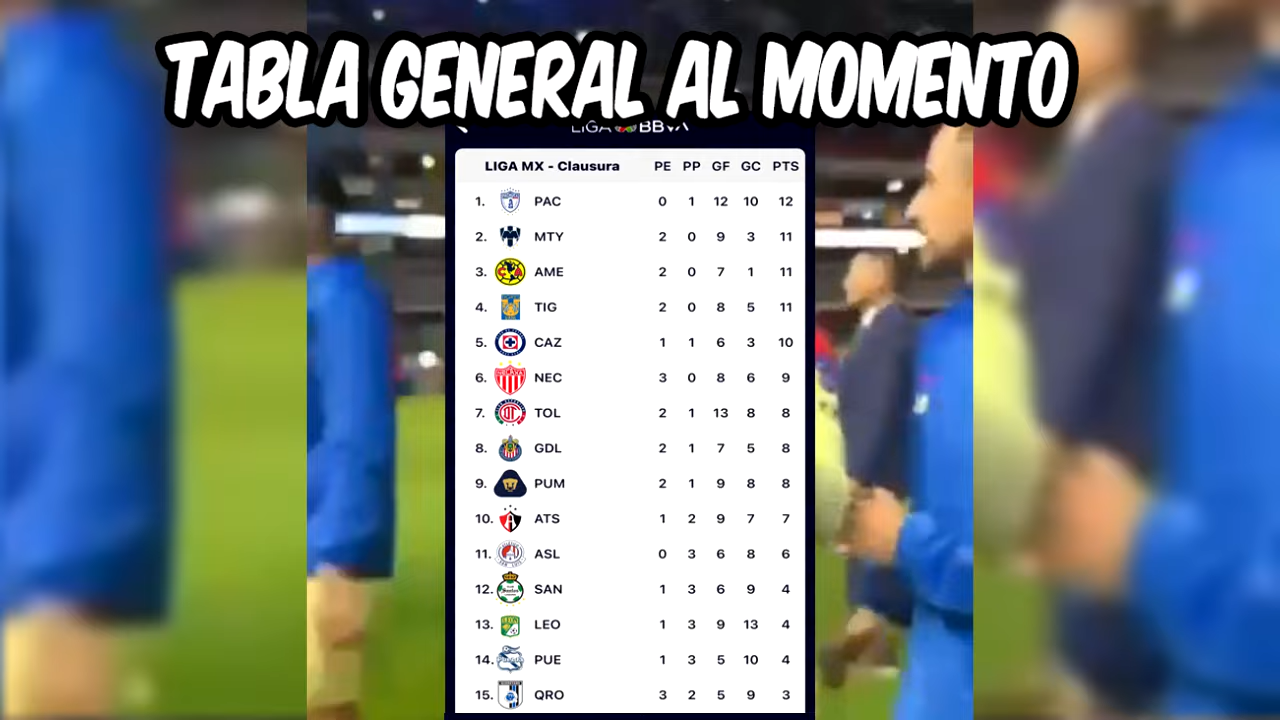 TABLA GENERAL AL MOMENTO
LIGA BBVA
LIGA MX - Clausura PE PP GF GC PTS
1. PAC 0 1 12 10 12
2. MTY 2 0 9 3 11
3. AME 2 0 7 1 11
4. TIG 2 0 8 5 11
5. CAZ 1 1 6 3 10
6. NEC 3 0 8 6 9
7. TOL 2 1 13 8 8
8. GDL 2 1 7 5 8
9. PUM 2 1 9 8 8
10. ATS 1 2 9 7 7
11. ASL 0 3 6 8 6
12. SAN 1 3 6 9 4
13. LEO 1 3 9 13 4
14. PUE 1 3 5 10 4
15. QRO 3 2 5 9 3